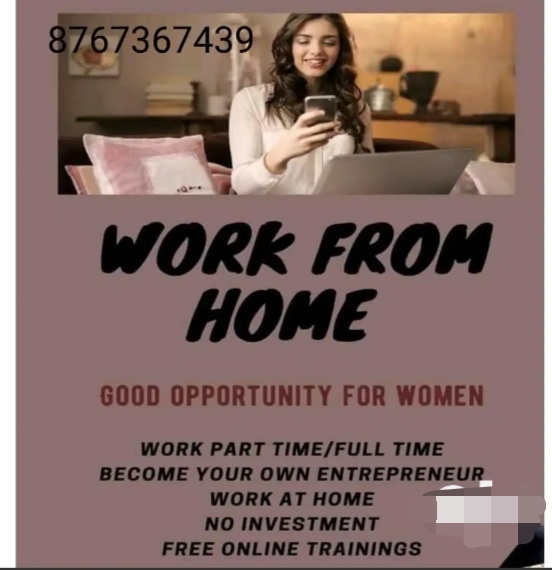 8767367439
WORK FROM
HOME
GOOD OPPORTUNITY FOR WOMEN
WORK PART TIME/FULL TIME
BECOME YOUR OWN ENTREPRENEUR
WORK AT HOME
NO INVESTMENT
FREE ONLINE TRAININGS